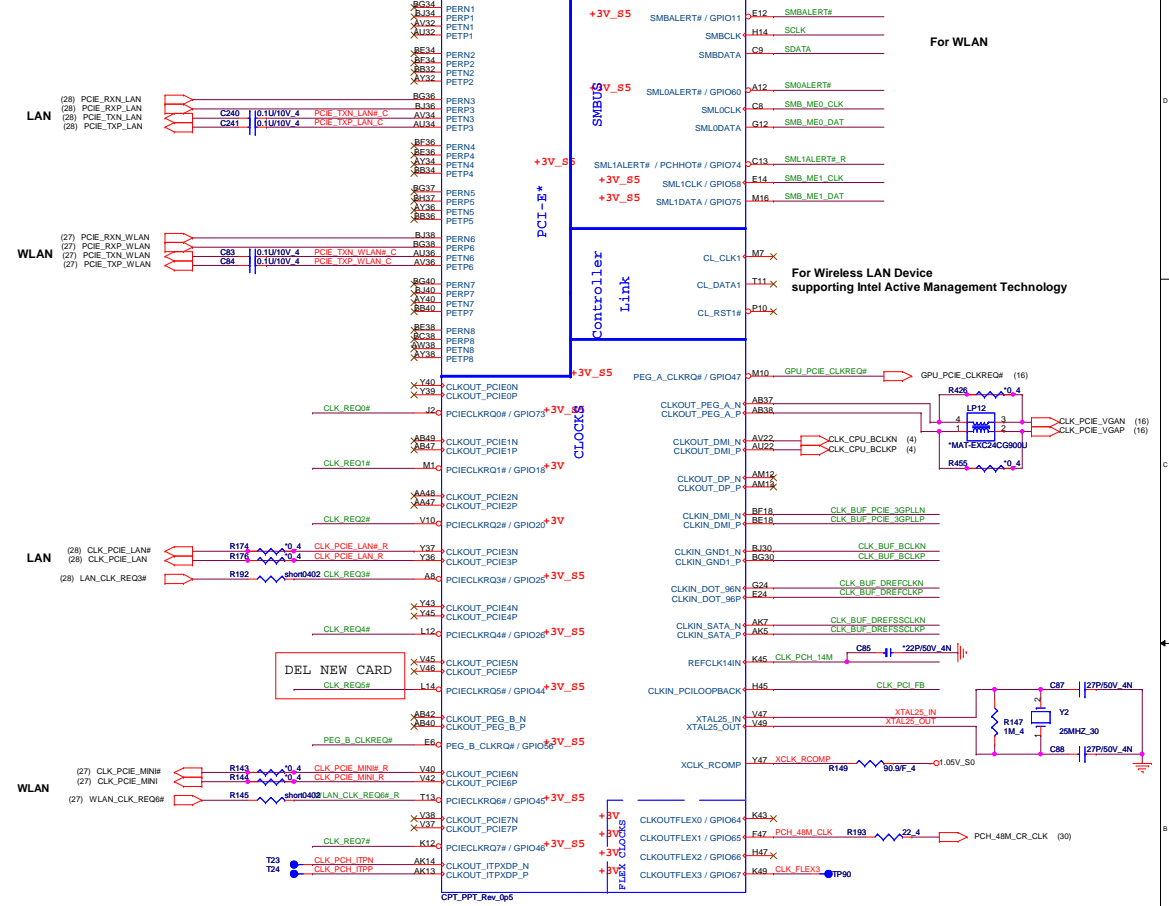 BG34 PERN1
BJ34 PERP1
AV32 PETN1
AU32 PETP1
BE34 PERN2
BF34 PERP2
BB32 PETN2
AY32 PETP2
LAN
(28) PCIE_RXN_LAN BG36 PERN3
(28) PCIE_RXP_LAN BJ36 PERP3
(28) PCIE_TXN_LAN C240 0.1U/10V_4 PCIE_TXN_LAN#_C AV34 PETN3
(28) PCIE_TXP_LAN C241 0.1U/10V_4 PCIE_TXP_LAN_C AU34 PETP3
BF36 PERN4
BE36 PERP4
AY34 PETN4
BB34 PETP4
BG37 PERN5
BH37 PERP5
AY36 PETN5
BB36 PETP5
WLAN
(27) PCIE_RXN_WLAN BJ38 PERN6
(27) PCIE_RXP_WLAN BG38 PERP6
(27) PCIE_TXN_WLAN C83 0.1U/10V_4 PCIE_TXN_WLAN#_C AU36 PETN6
(27) PCIE_TXP_WLAN C84 0.1U/10V_4 PCIE_TXP_WLAN_C AV36 PETP6
BG40 PERN7
BJ40 PERP7
AY40 PETN7
BB40 PETP7
BE38 PERN8
BC38 PERP8
AW38 PETN8
AY38 PETP8
PCI-E*
SMBUS
+3V_S5 SMBALERT# / GPIO11 E12 SMBALERT#
SMBCLK H14 SCLK
SMBDATA C9 SDATA
For WLAN
+3V_S5 SML0ALERT# / GPIO60 A12 SM0ALERT#
SML0CLK C8 SMB_ME0_CLK
SML0DATA G12 SMB_ME0_DAT
+3V_S5 SML1ALERT# / PCHHOT# / GPIO74 C13 SML1ALERT#_R
+3V_S5 SML1CLK / GPIO58 E14 SMB_ME1_CLK
+3V_S5 SML1DATA / GPIO75 M16 SMB_ME1_DAT
Controller
Link
CL_CLK1 M7
CL_DATA1 T11
CL_RST1# P10
For Wireless LAN Device
supporting Intel Active Management Technology
CLOCKS
Y40 CLKOUT_PCIE0N
Y39 CLKOUT_PCIE0P
CLK_REQ0# J2 PCIECLKRQ0# / GPIO73 +3V_S5
AB49 CLKOUT_PCIE1N
AB47 CLKOUT_PCIE1P
CLK_REQ1# M1 PCIECLKRQ1# / GPIO18 +3V
AA48 CLKOUT_PCIE2N
AA47 CLKOUT_PCIE2P
CLK_REQ2# V10 PCIECLKRQ2# / GPIO20 +3V
LAN
(28) CLK_PCIE_LAN# R174 *0_4 CLK_PCIE_LAN#_R Y37 CLKOUT_PCIE3N
(28) CLK_PCIE_LAN R176 *0_4 CLK_PCIE_LAN_R Y36 CLKOUT_PCIE3P
(28) LAN_CLK_REQ3# R192 short0402 CLK_REQ3# A8 PCIECLKRQ3# / GPIO25 +3V_S5
Y43 CLKOUT_PCIE4N
Y45 CLKOUT_PCIE4P
CLK_REQ4# L12 PCIECLKRQ4# / GPIO26 +3V_S5
DEL NEW CARD
V45 CLKOUT_PCIE5N
V46 CLKOUT_PCIE5P
CLK_REQ5# L14 PCIECLKRQ5# / GPIO44 +3V_S5
AB42 CLKOUT_PEG_B_N
AB40 CLKOUT_PEG_B_P
PEG_B_CLKREQ# E6 PEG_B_CLKRQ# / GPIO56 +3V_S5
WLAN
(27) CLK_PCIE_MINI# R143 *0_4 CLK_PCIE_MINI#_R V40 CLKOUT_PCIE6N
(27) CLK_PCIE_MINI R144 *0_4 CLK_PCIE_MINI_R V42 CLKOUT_PCIE6P
(27) WLAN_CLK_REQ6# R145 short0402 WLAN_CLK_REQ6#_R T13 PCIECLKRQ6# / GPIO45 +3V_S5
V38 CLKOUT_PCIE7N
V37 CLKOUT_PCIE7P
CLK_REQ7# K12 PCIECLKRQ7# / GPIO46 +3V_S5
T23 CLK_PCH_ITPN AK14 CLKOUT_ITPXDP_N
T24 CLK_PCH_ITPP AK13 CLKOUT_ITPXDP_P
CPT_PPT_Rev_0p5
+3V_S5 PEG_A_CLKRQ# / GPIO47 M10 GPU_PCIE_CLKREQ# GPU_PCIE_CLKREQ# (16)
CLKOUT_PEG_A_N AB37
CLKOUT_PEG_A_P AB38
R426 *0_4
LP12
4 3 CLK_PCIE_VGAN (16)
1 2 CLK_PCIE_VGAP (16)
*MAT-EXC24CG900U
R455 *0_4
CLKOUT_DMI_N AV22 CLK_CPU_BCLKN (4)
CLKOUT_DMI_P AU22 CLK_CPU_BCLKP (4)
CLKOUT_DP_N AM12
CLKOUT_DP_P AM13
CLKIN_DMI_N BF18 CLK_BUF_PCIE_3GPLLN
CLKIN_DMI_P BE18 CLK_BUF_PCIE_3GPLLP
CLKIN_GND1_N BJ30 CLK_BUF_BCLKN
CLKIN_GND1_P BG30 CLK_BUF_BCLKP
CLKIN_DOT_96N G24 CLK_BUF_DREFCLKN
CLKIN_DOT_96P E24 CLK_BUF_DREFCLKP
CLKIN_SATA_N AK7 CLK_BUF_DREFSSCLKN
CLKIN_SATA_P AK5 CLK_BUF_DREFSSCLKP
REFCLK14IN K45 CLK_PCH_14M C85 *22P/50V_4N
CLKIN_PCILOOPBACK H45 CLK_PCI_FB
XTAL25_IN V47 XTAL25_IN
XTAL25_OUT V49 XTAL25_OUT
C87 27P/50V_4N
R147
1M_4
2
1
Y2
25MHZ_30
C88 27P/50V_4N
XCLK_RCOMP Y47 XCLK_RCOMP R149 90.9/F_4 1.05V_S0
FLEX CLOCKS
+3V CLKOUTFLEX0 / GPIO64 K43
+3V CLKOUTFLEX1 / GPIO65 F47 PCH_48M_CLK R193 22_4 PCH_48M_CR_CLK (30)
+3V CLKOUTFLEX2 / GPIO66 H47
+3V CLKOUTFLEX3 / GPIO67 K49 CLK_FLEX3 TP90
D
C
B